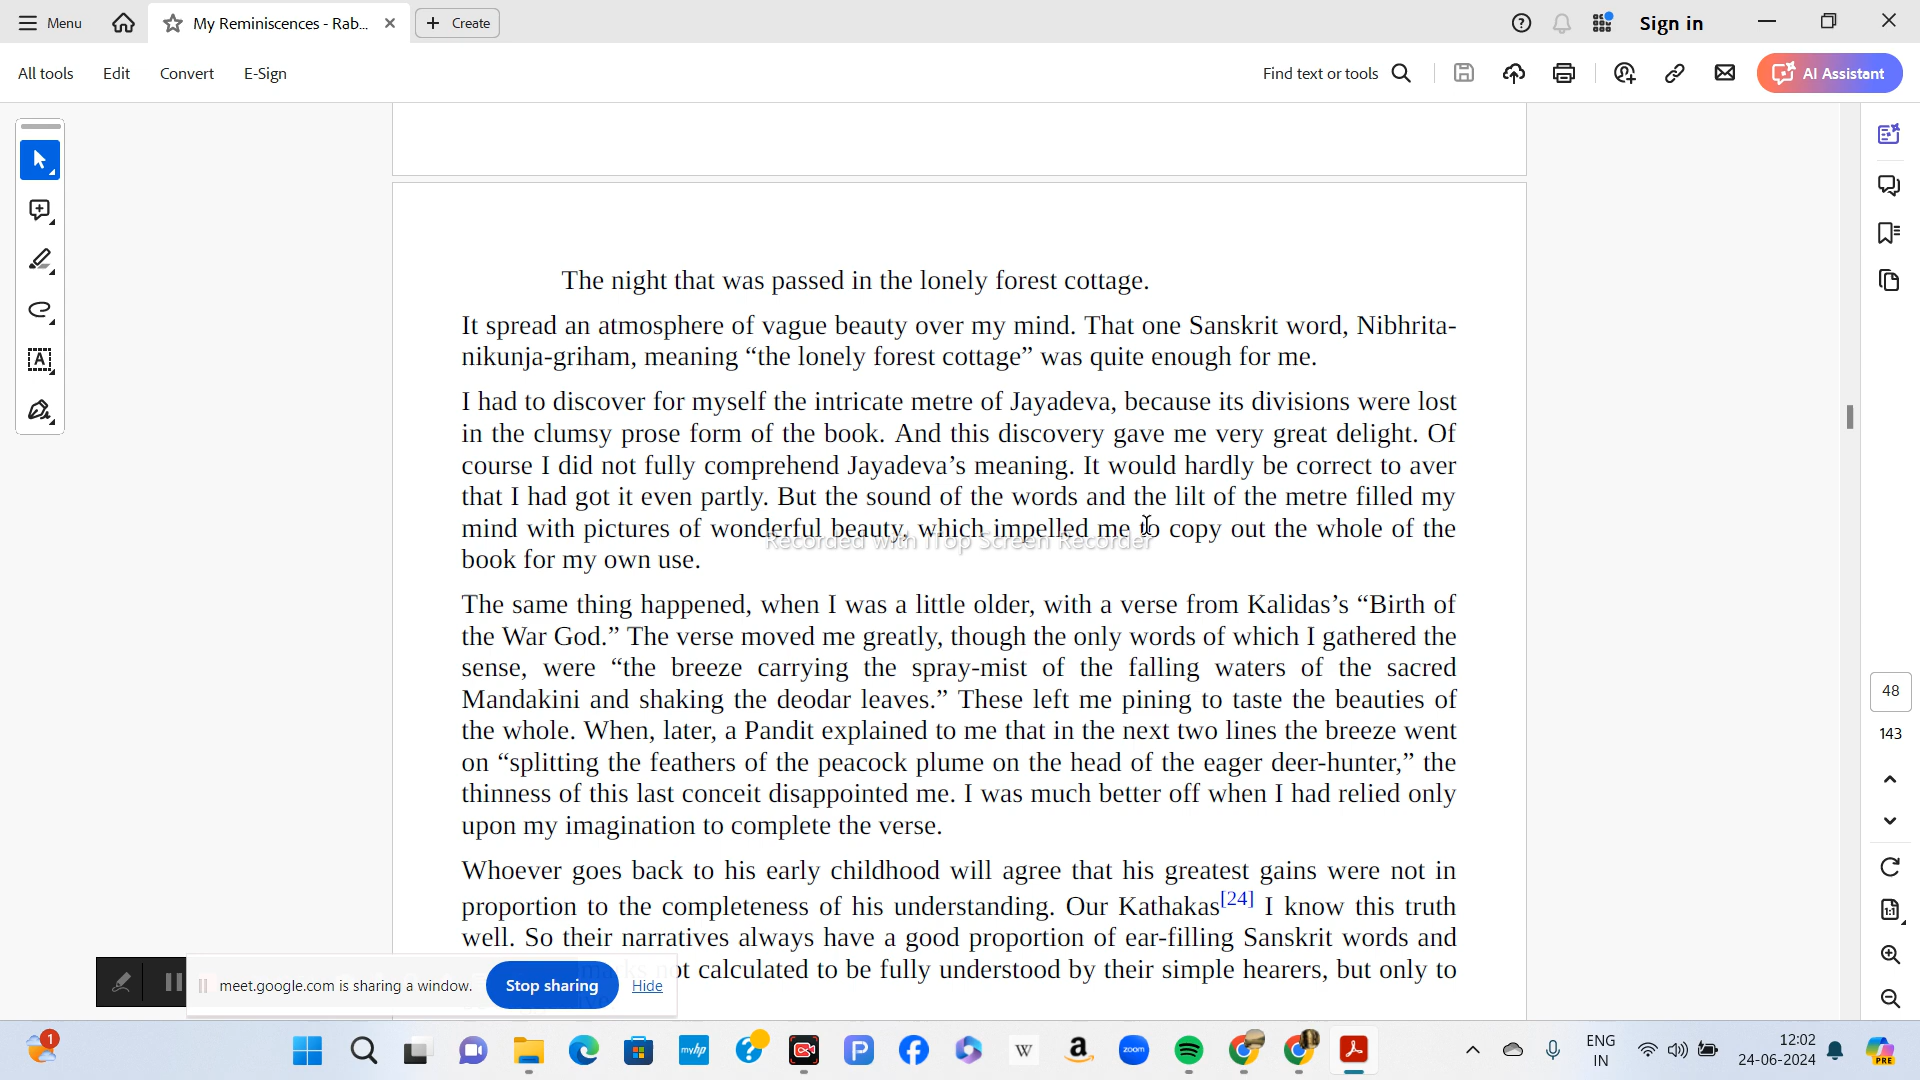 Menu
My Reminiscences - Rab...
Create
Sign in
All tools
Edit
Convert
E-Sign
Find text or tools
AI Assistant
The night that was passed in the lonely forest cottage.
It spread an atmosphere of vague beauty over my mind. That one Sanskrit word, Nibhrita-
nikunja-griham, meaning “the lonely forest cottage” was quite enough for me.
I had to discover for myself the intricate metre of Jayadeva, because its divisions were lost
in the clumsy prose form of the book. And this discovery gave me very great delight. Of
course I did not fully comprehend Jayadeva’s meaning. It would hardly be correct to aver
that I had got it even partly. But the sound of the words and the lilt of the metre filled my
mind with pictures of wonderful beauty, which impelled me to copy out the whole of the
Recorded with iTop Screen Recorder
book for my own use.
The same thing happened, when I was a little older, with a verse from Kalidas’s “Birth of
the War God.” The verse moved me greatly, though the only words of which I gathered the
sense, were “the breeze carrying the spray-mist of the falling waters of the sacred
Mandakini and shaking the deodar leaves.” These left me pining to taste the beauties of
the whole. When, later, a Pandit explained to me that in the next two lines the breeze went
on “splitting the feathers of the peacock plume on the head of the eager deer-hunter,” the
thinness of this last conceit disappointed me. I was much better off when I had relied only
upon my imagination to complete the verse.
Whoever goes back to his early childhood will agree that his greatest gains were not in
proportion to the completeness of his understanding. Our Kathakas[24] I know this truth
well. So their narratives always have a good proportion of ear-filling Sanskrit words and
not calculated to be fully understood by their simple hearers, but only to
48
143
meet.google.com is sharing a window.
Stop sharing
Hide
1
myhp
P
W
a
zoom
ENG
IN
12:02
24-06-2024
PRE